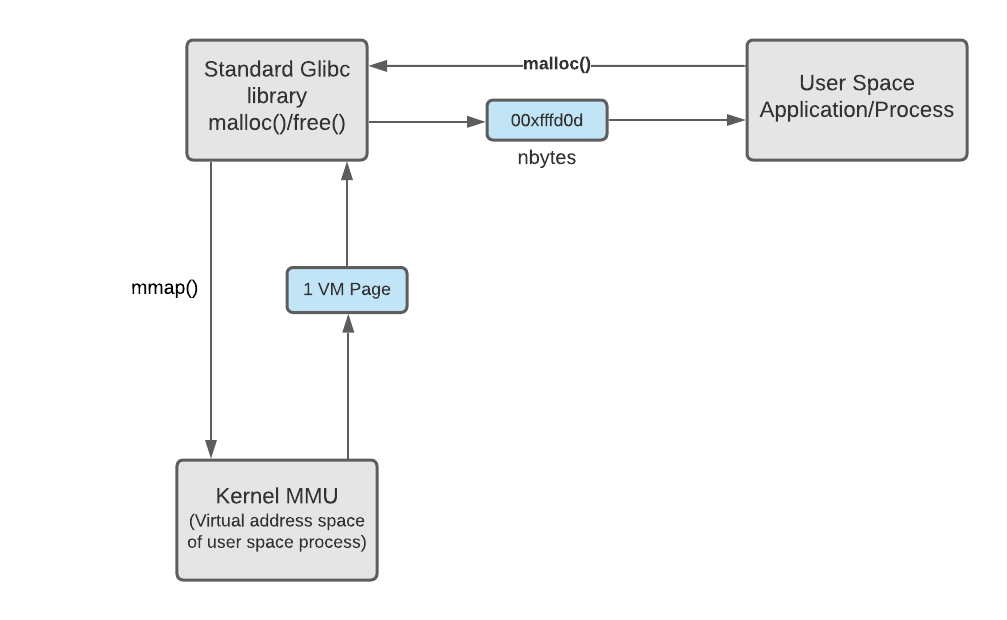 Standard Glibc
library
malloc()/free()
malloc()
00xfffd0d
nbytes
User Space
Application/Process
mmap()
1 VM Page
Kernel MMU
(Virtual address space
of user space process)